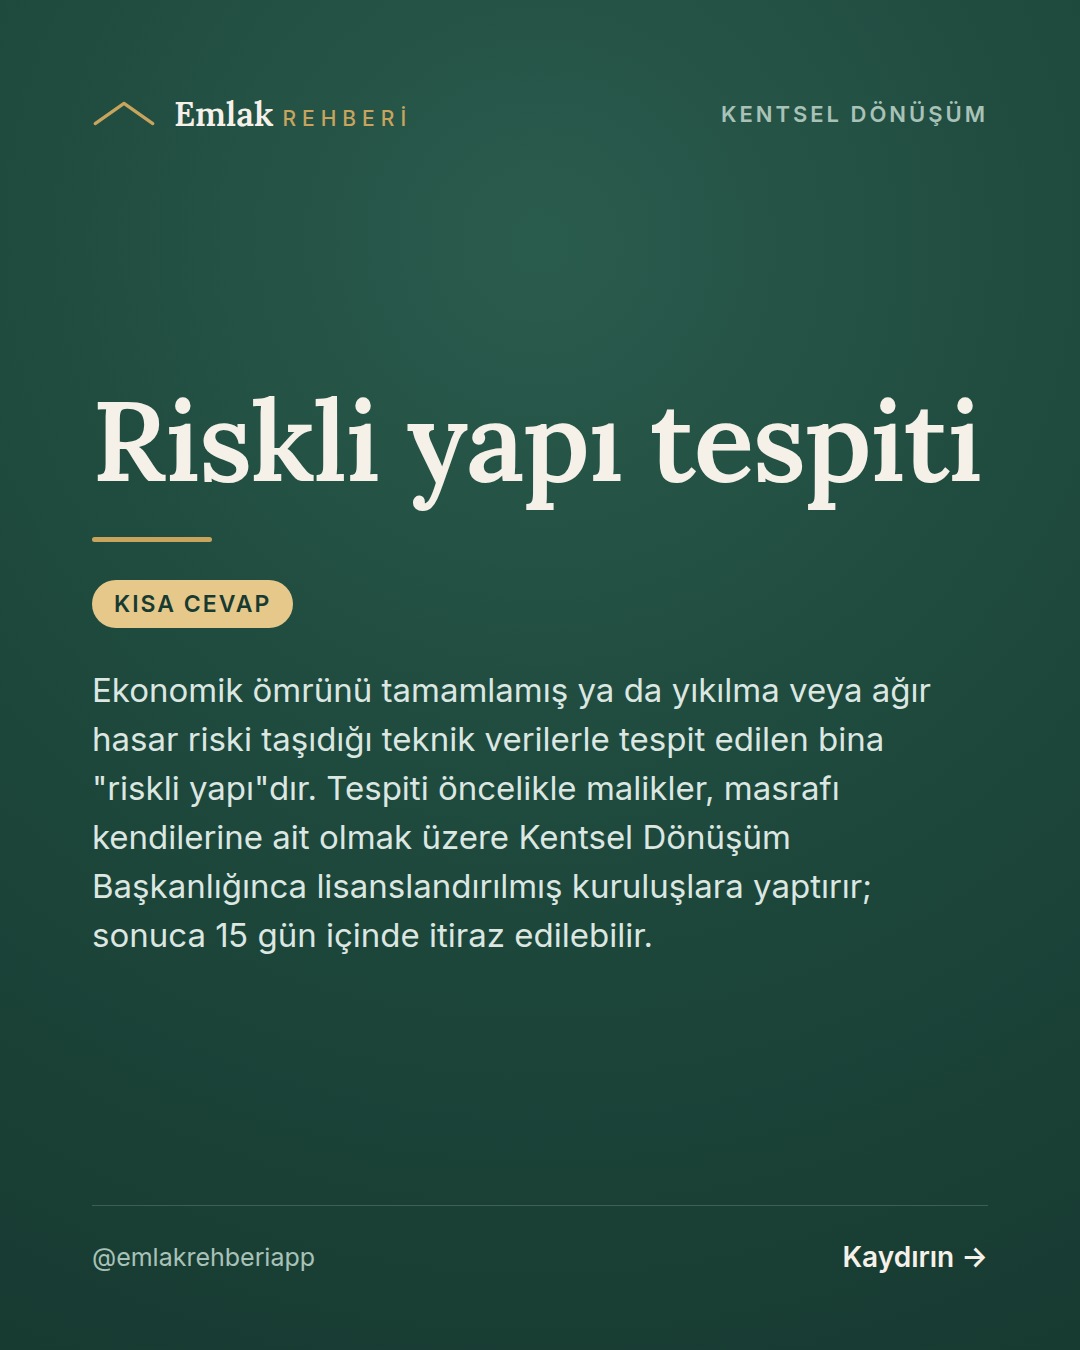 Emlak REHBERİ
KENTSEL DÖNÜŞÜM
Riskli yapı tespiti
KISA CEVAP
Ekonomik ömrünü tamamlamış ya da yıkılma veya ağır
hasar riski taşıdığı teknik verilerle tespit edilen bina
"riskli yapı"dır. Tespiti öncelikle malikler, masrafı
kendilerine ait olmak üzere Kentsel Dönüşüm
Başkanlığınca lisanslandırılmış kuruluşlara yaptırır;
sonuca 15 gün içinde itiraz edilebilir.
@emlakrehberiapp
Kaydırın →